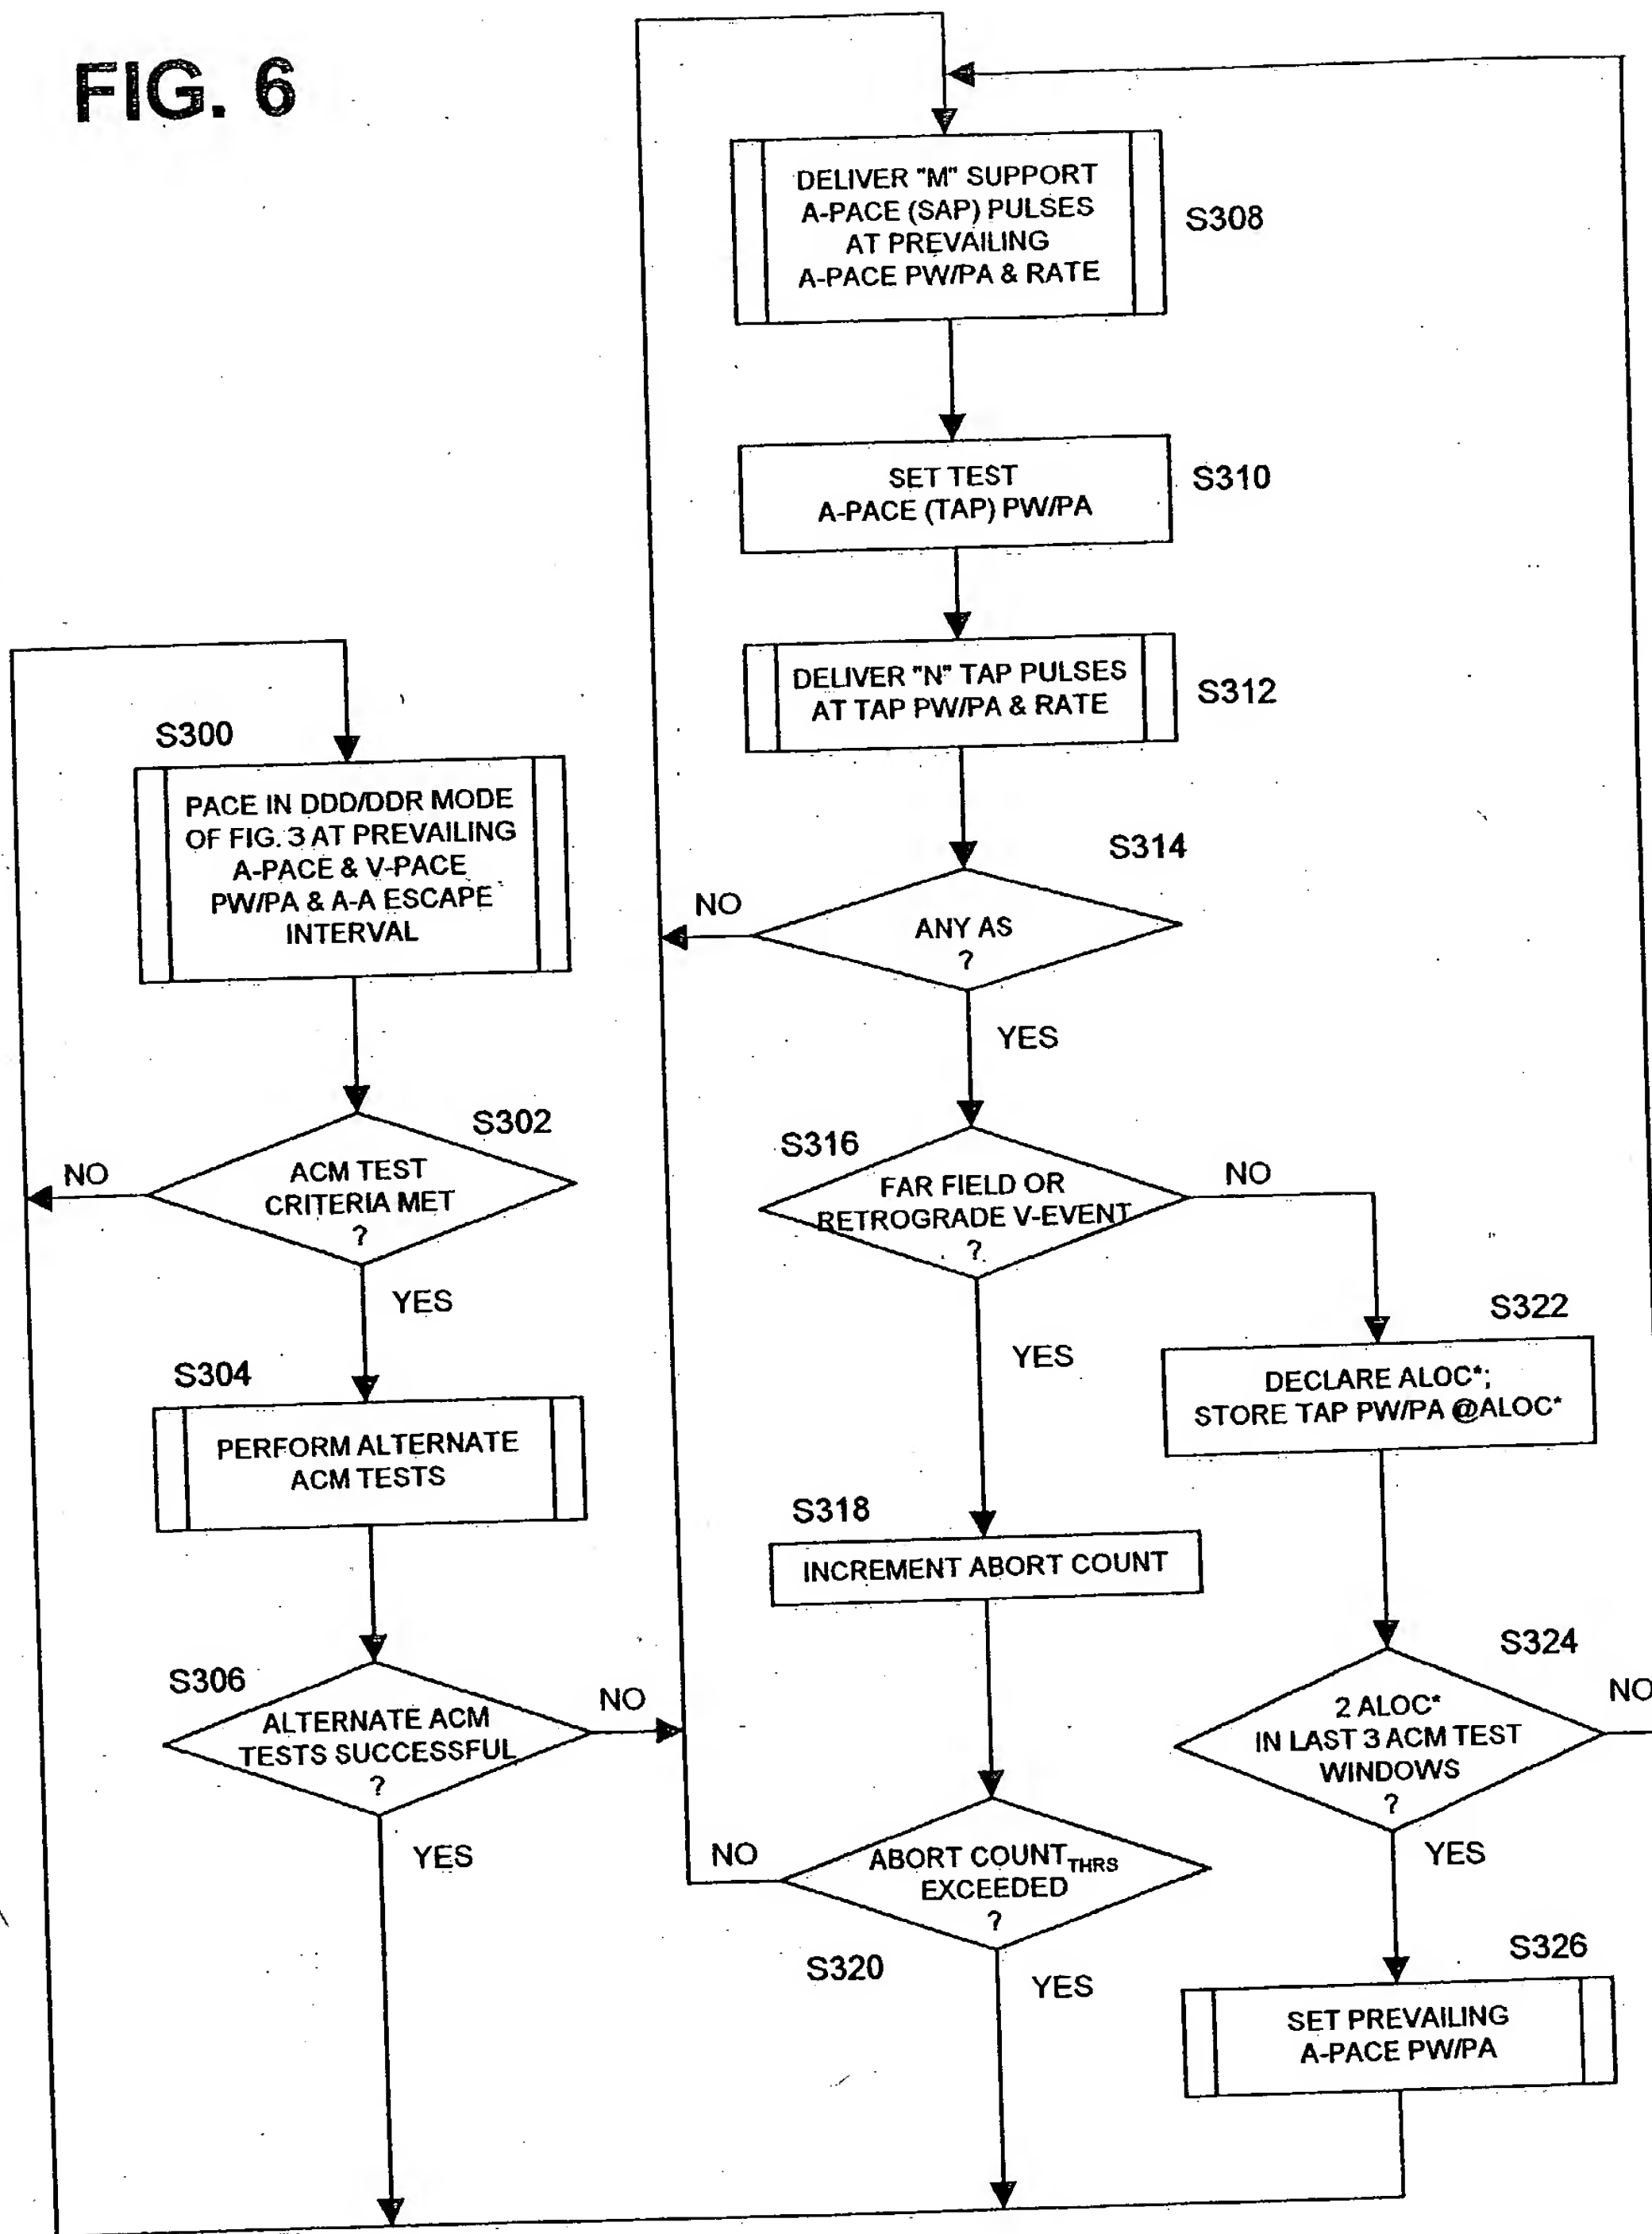 FIG. 6
S300
PACE IN DDD/DDR MODE
OF FIG. 3 AT PREVAILING
A-PACE & V-PACE
PW/PA & A-A ESCAPE
INTERVAL
S302
ACM TEST
CRITERIA MET
?
NO
YES
S304
PERFORM ALTERNATE
ACM TESTS
S306
ALTERNATE ACM
TESTS SUCCESSFUL
?
NO
YES
DELIVER "M" SUPPORT
A-PACE (SAP) PULSES
AT PREVAILING
A-PACE PW/PA & RATE
S308
SET TEST
A-PACE (TAP) PW/PA
S310
DELIVER "N" TAP PULSES
AT TAP PW/PA & RATE
S312
S314
ANY AS
?
NO
YES
S316
FAR FIELD OR
RETROGRADE V-EVENT
?
NO
YES
S318
INCREMENT ABORT COUNT
ABORT COUNT THRS
EXCEEDED
?
NO
S320
YES
S322
DECLARE ALOC*;
STORE TAP PW/PA @ALOC*
S324
2 ALOC*
IN LAST 3 ACM TEST
WINDOWS
?
NO
YES
S326
SET PREVAILING
A-PACE PW/PA